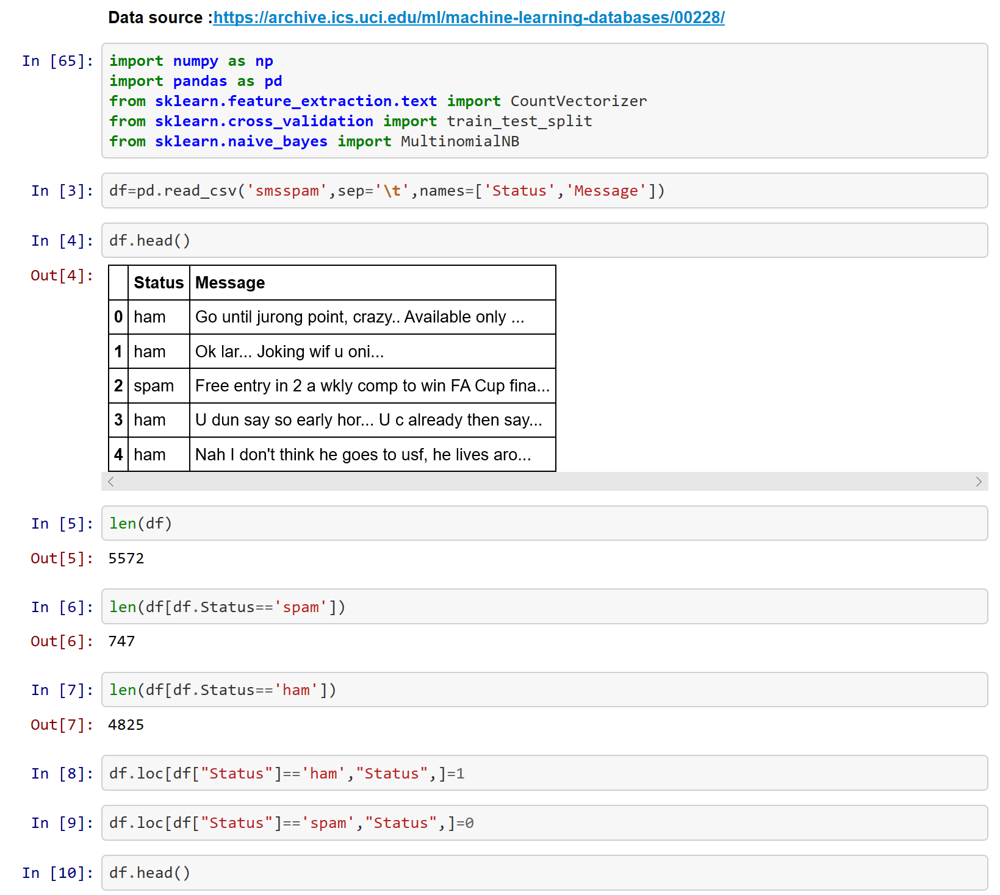 Data source :https://archive.ics.uci.edu/ml/machine-learning-databases/00228/
In [65]: import numpy as np
import pandas as pd
from sklearn.feature_extraction.text import CountVectorizer
from sklearn.cross_validation import train_test_split
from sklearn.naive_bayes import MultinomialNB
In [3]: df=pd.read_csv('smsspam',sep='\t',names=['Status','Message'])
In [4]: df.head()
Out[4]:
Status Message
0 ham Go until jurong point, crazy.. Available only ...
1 ham Ok lar... Joking wif u oni...
2 spam Free entry in 2 a wkly comp to win FA Cup fina...
3 ham U dun say so early hor... U c already then say...
4 ham Nah I don't think he goes to usf, he lives aro...
In [5]: len(df)
Out[5]: 5572
In [6]: len(df[df.Status=='spam'])
Out[6]: 747
In [7]: len(df[df.Status=='ham'])
Out[7]: 4825
In [8]: df.loc[df["Status"]=='ham',"Status",]=1
In [9]: df.loc[df["Status"]=='spam',"Status",]=0
In [10]: df.head()